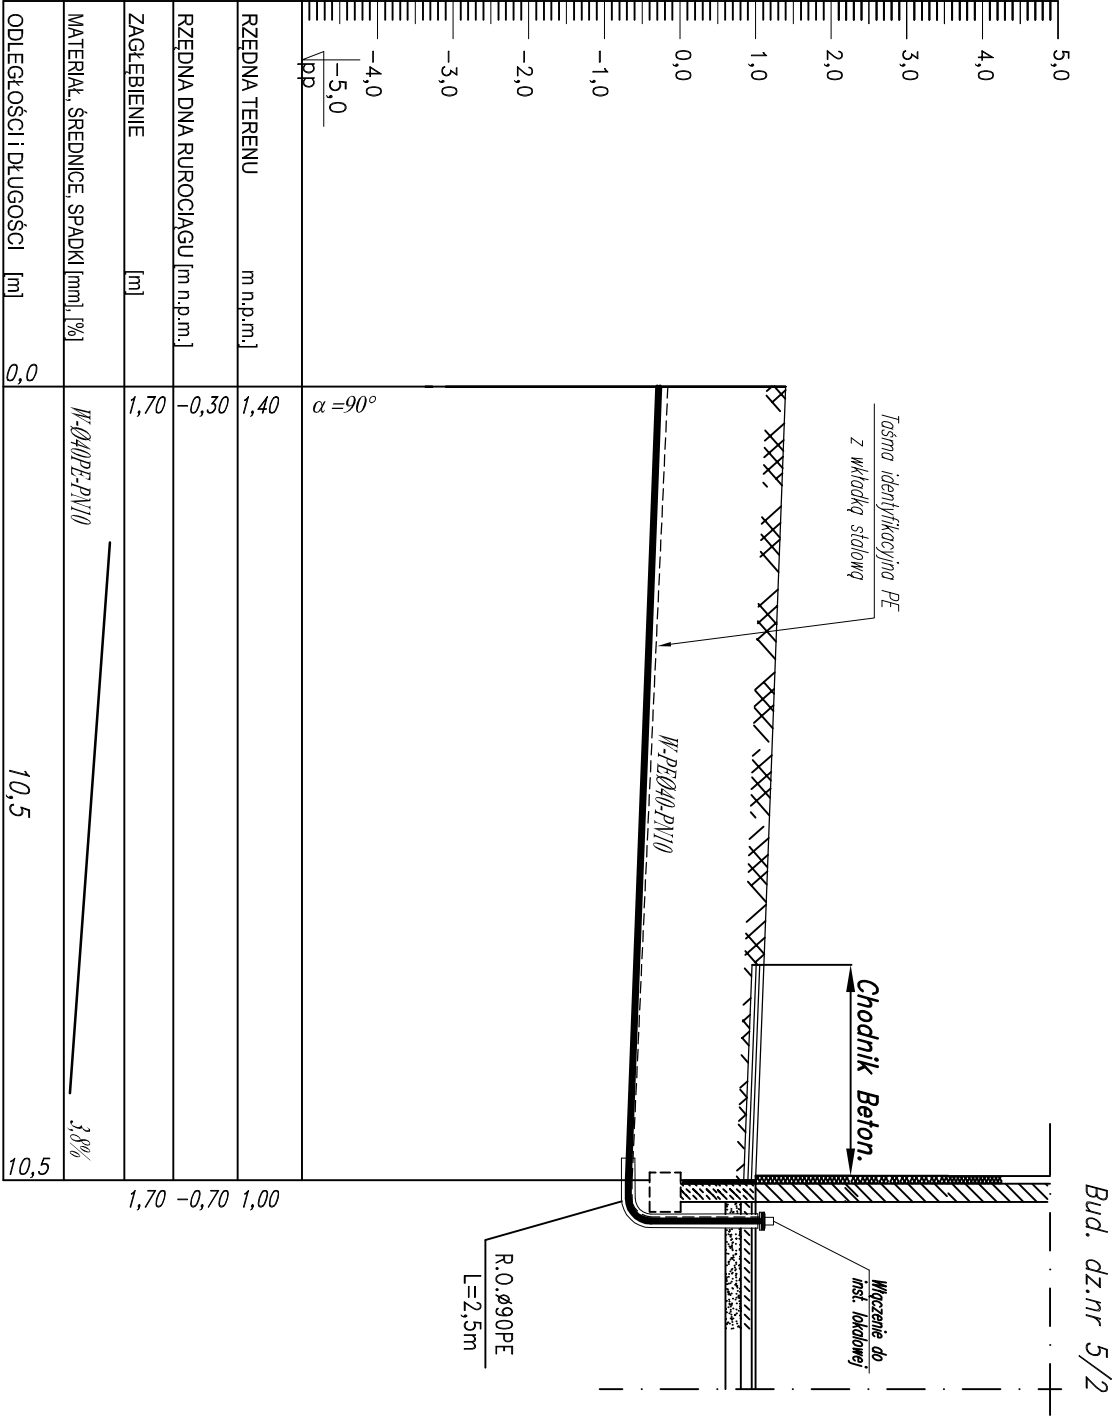 Bud. dz.nr 5/2
5,0
4,0
3,0
2,0
1,0
0,0
-1,0
-2,0
-3,0
-4,0
-5,0
pp
Taśma identyfikacyjna PE
z wkładką stalową
Chodnik Beton.
Włączenie do
inst. lokalowej
W-PEØ40-PN10
R.O.ø90PE
L=2,5m
α =90°
RZĘDNA TERENU m n.p.m.] 1,40 1,00
RZĘDNA DNA RUROCIĄGU [m n.p.m.] -0,30 -0,70
ZAGŁĘBIENIE [m] 1,70 1,70
MATERIAŁ, ŚREDNICE, SPADKI [mm], [%] W-Ø40PE-PN10 3,8%
ODLEGŁOŚCI i DŁUGOŚCI [m] 0,0 10,5 10,5